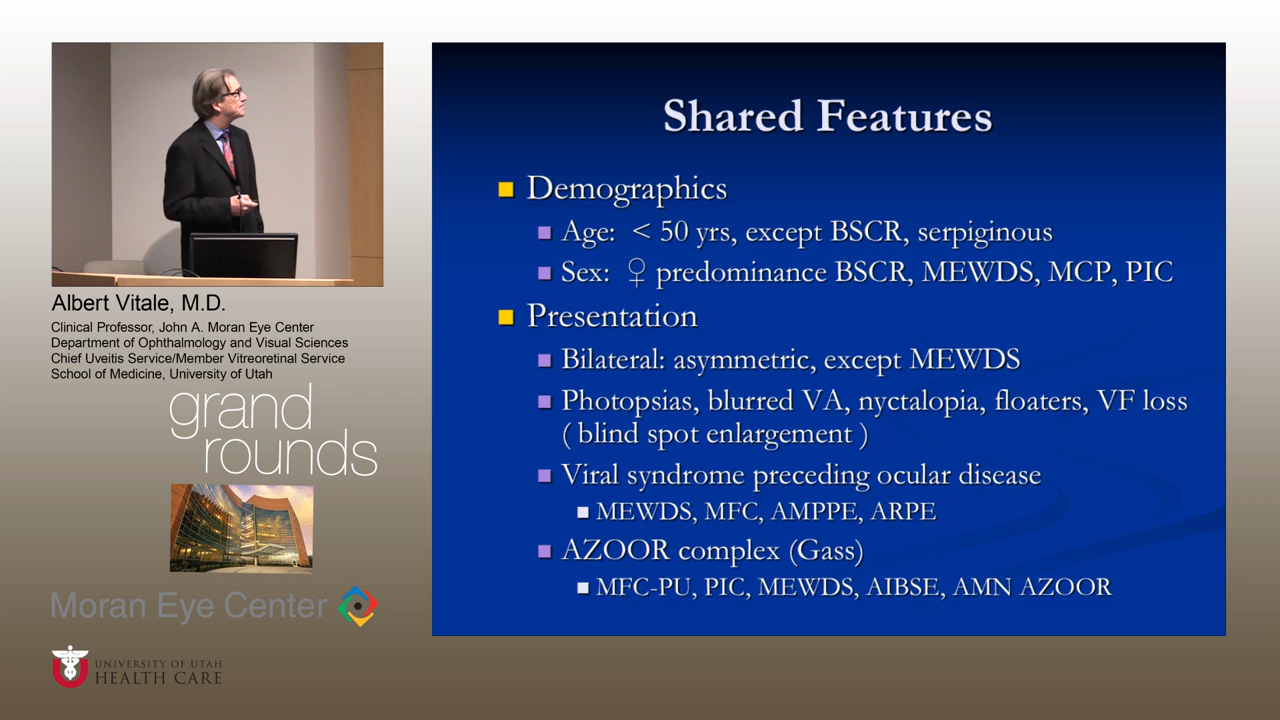 Albert Vitale, M.D.
Clinical Professor, John A. Moran Eye Center
Department of Ophthalmology and Visual Sciences
Chief Uveitis Service/Member Vitreoretinal Service
School of Medicine, University of Utah
grand
rounds
Moran Eye Center
UNIVERSITY OF UTAH
HEALTH CARE
Shared Features
Demographics
Age: < 50 yrs, except BSCR, serpiginous
Sex: ♀ predominance BSCR, MEWDS, MCP, PIC
Presentation
Bilateral: asymmetric, except MEWDS
Photopsias, blurred VA, nyctalopia, floaters, VF loss
( blind spot enlargement )
Viral syndrome preceding ocular disease
MEWDS, MFC, AMPPE, ARPE
AZOOR complex (Gass)
MFC-PU, PIC, MEWDS, AIBSE, AMN AZOOR